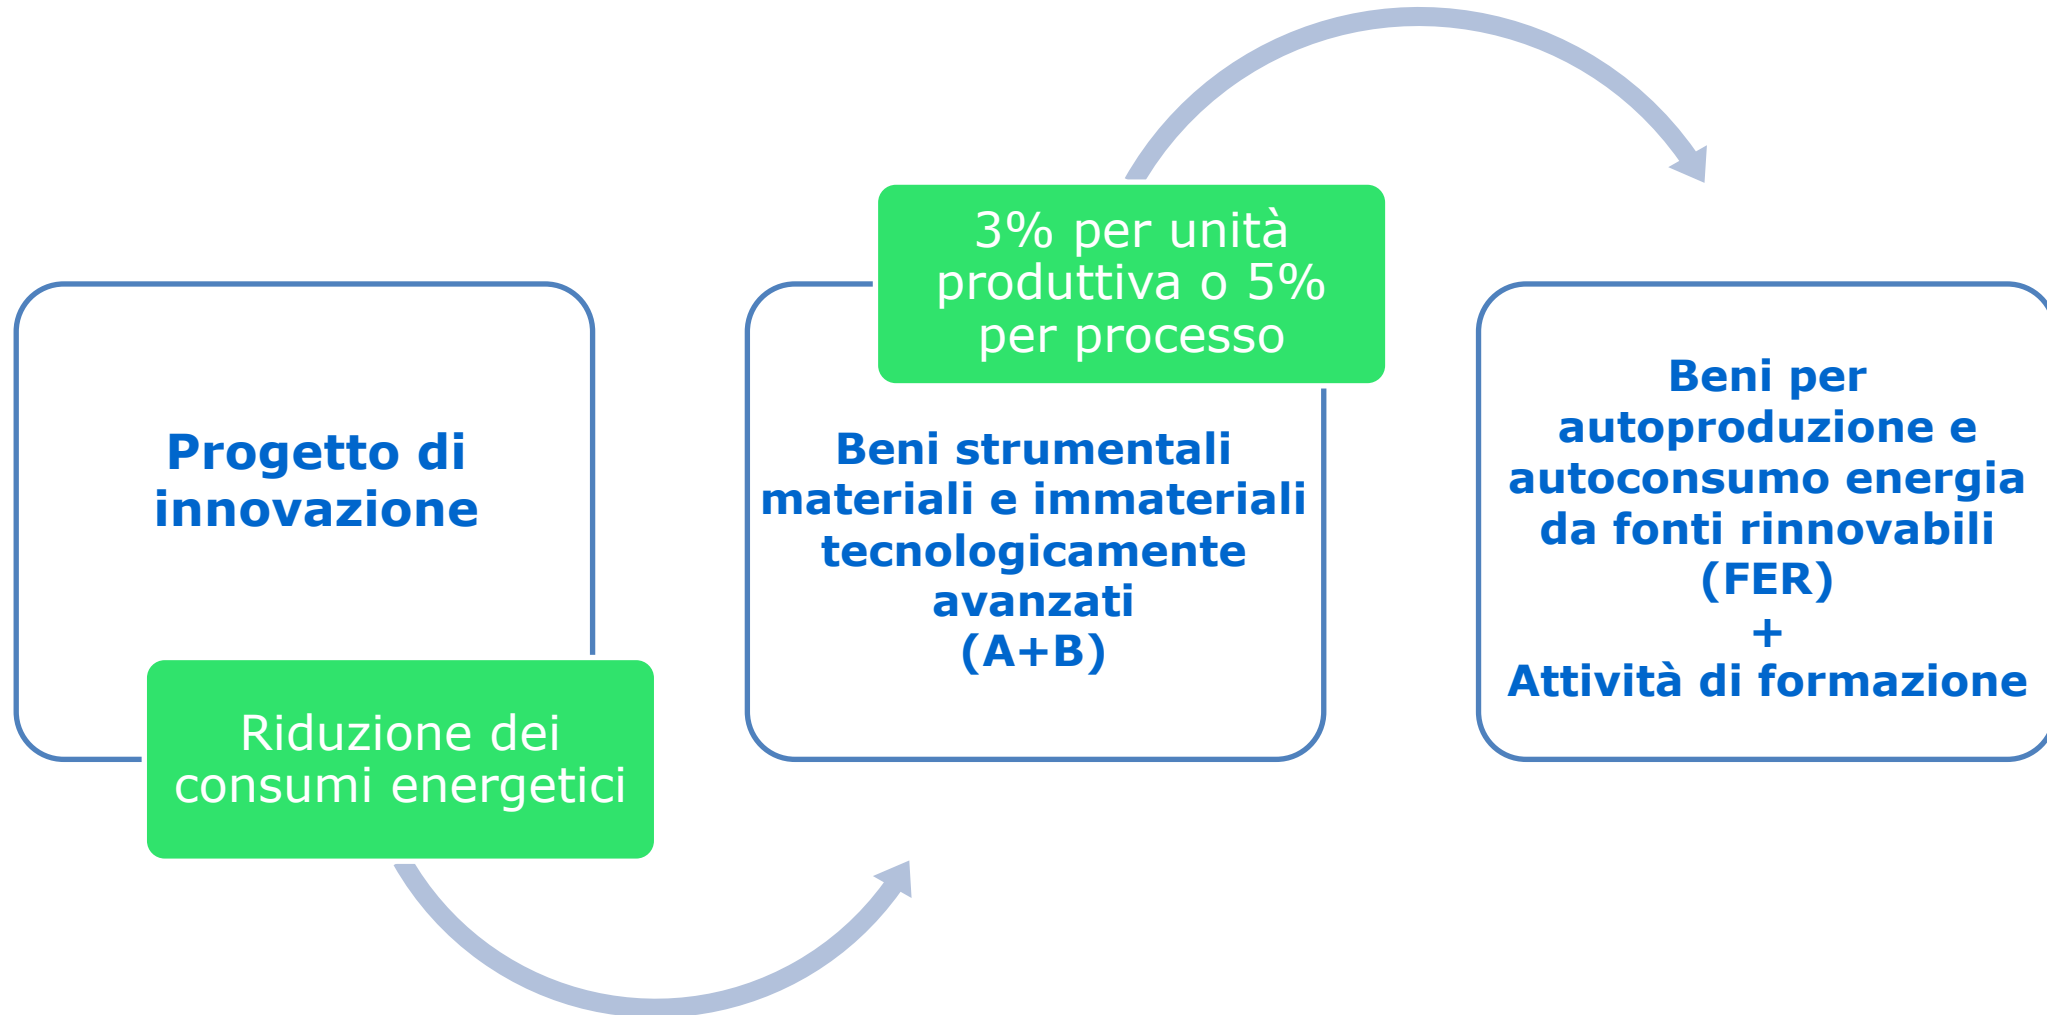 Progetto di
innovazione
Riduzione dei
consumi energetici
3% per unità
produttiva o 5%
per processo
Beni strumentali
materiali e immateriali
tecnologicamente
avanzati
(A+B)
Beni per
autoproduzione e
autoconsumo energia
da fonti rinnovabili
(FER)
+
Attività di formazione